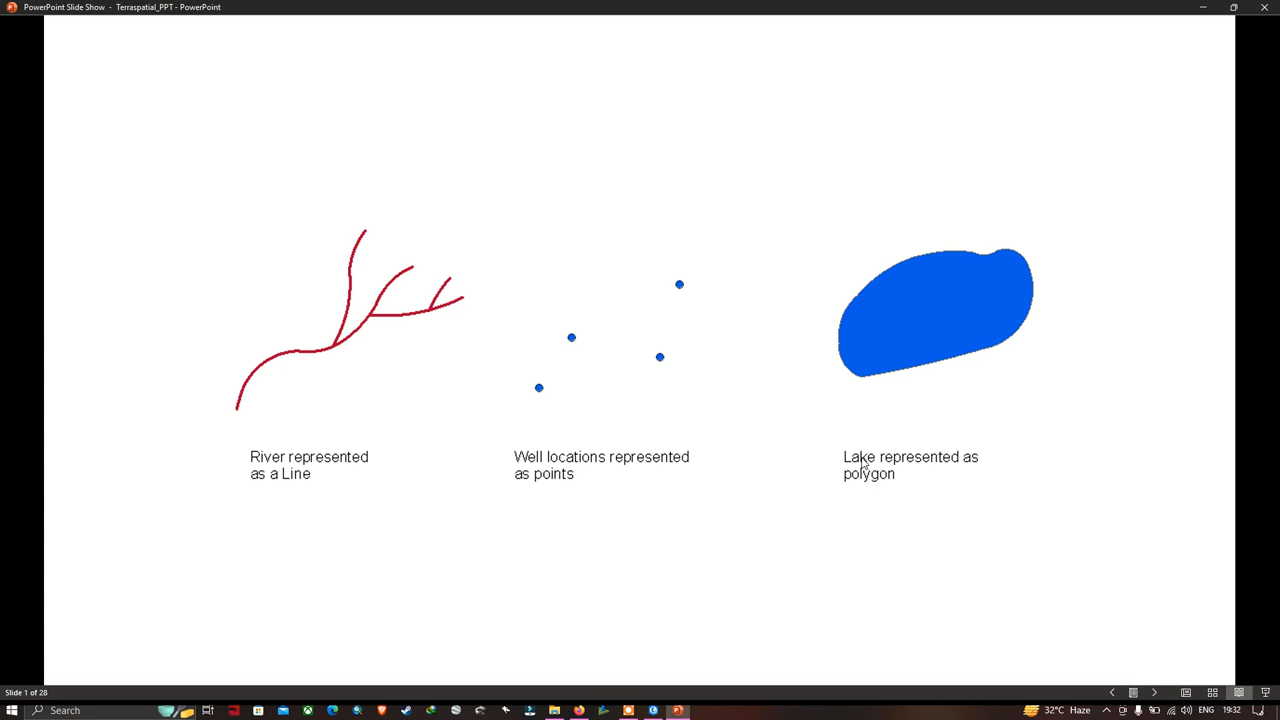 PowerPoint Slide Show - Terraspatial_PPT - PowerPoint
River represented
as a Line
Well locations represented
as points
Lake represented as
polygon
Slide 1 of 28
Search
32°C Haze
ENG
19:32